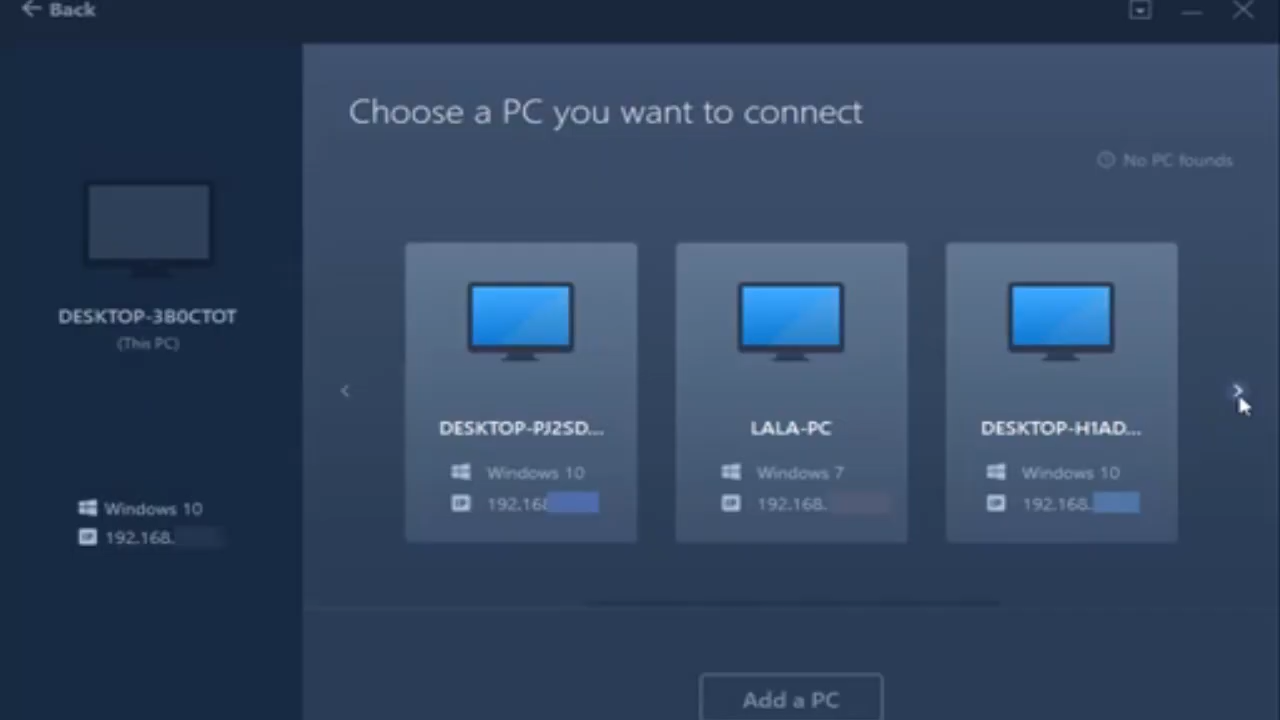 Back
Choose a PC you want to connect
No PC founds
DESKTOP-3B0CTOT
(This PC)
Windows 10
192.168.
DESKTOP-PJ2SD...
Windows 10
192.168
LALA-PC
Windows 7
192.168.
DESKTOP-H1AD...
Windows 10
192.168.
Add a PC